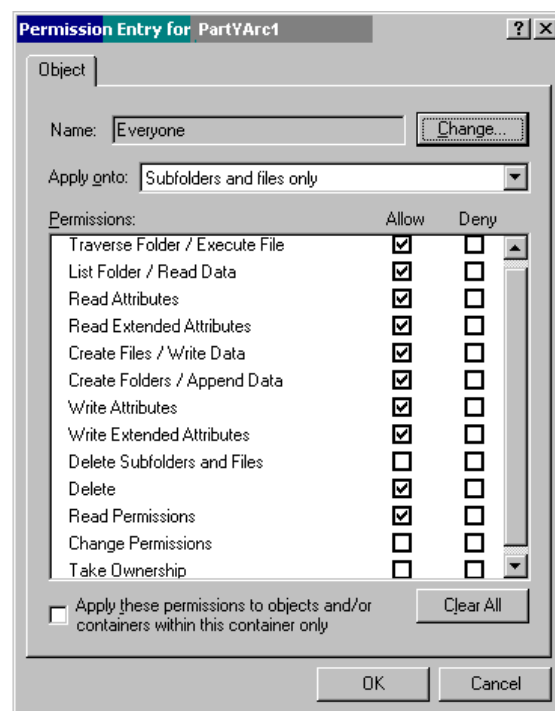 Permission Entry for PartYArc1
Object
Name: Everyone Change...
Apply onto: Subfolders and files only
Permissions: Allow Deny
Traverse Folder / Execute File
List Folder / Read Data
Read Attributes
Read Extended Attributes
Create Files / Write Data
Create Folders / Append Data
Write Attributes
Write Extended Attributes
Delete Subfolders and Files
Delete
Read Permissions
Change Permissions
Take Ownership
Apply these permissions to objects and/or Clear All
containers within this container only
OK Cancel